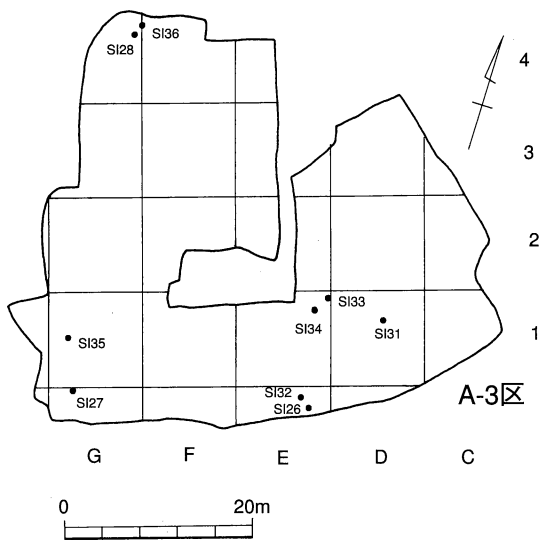 SI36
SI28
4
3
2
SI33
SI34
SI31
1
SI35
SI32
SI27
SI26
A-3区
G F E D C
0 20m